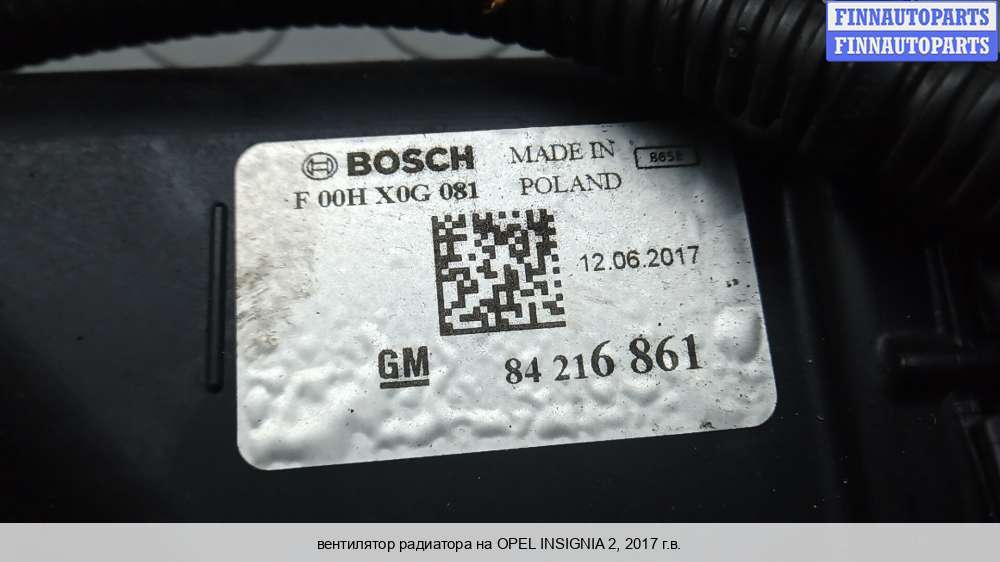 FINNAUTOPARTS
FINNAUTOPARTS
BOSCH MADE IN
F 00H X0G 081 POLAND
12.06.2017
GM 84 216 861
вентилятор радиатора на OPEL INSIGNIA 2, 2017 г.в.